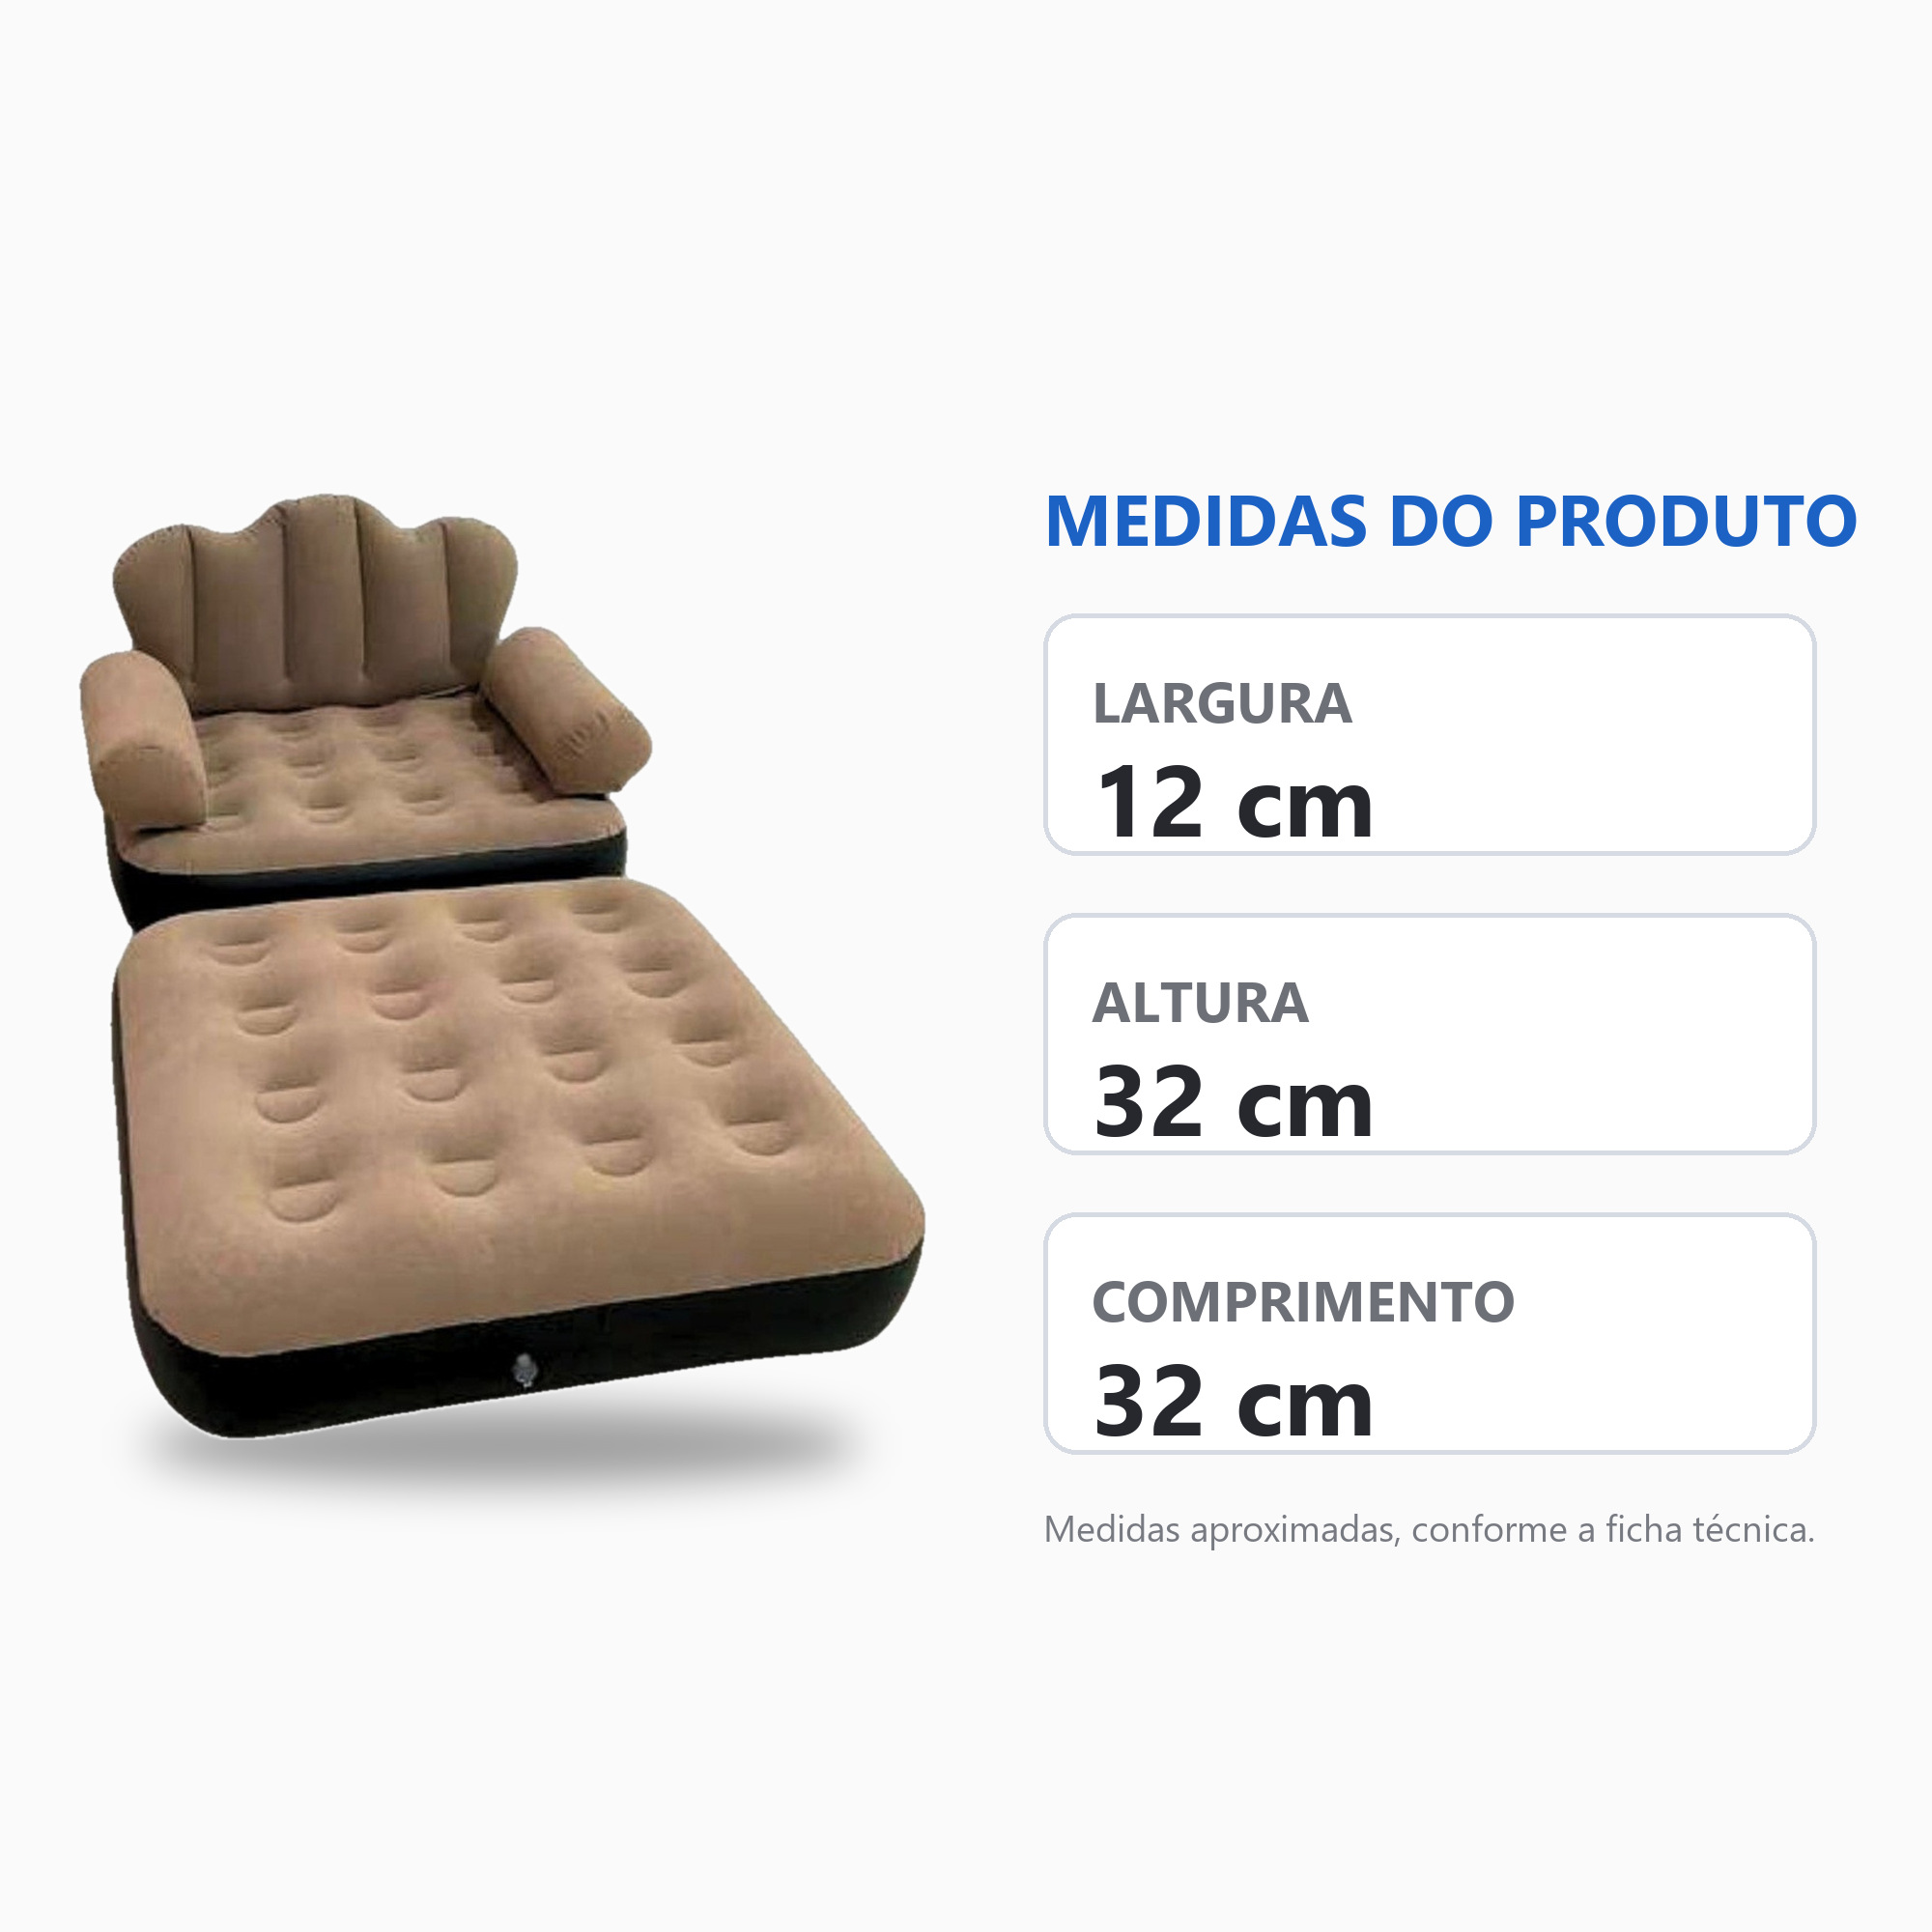 MEDIDAS DO PRODUTO
LARGURA
12 cm
ALTURA
32 cm
COMPRIMENTO
32 cm
Medidas aproximadas, conforme a ficha técnica.